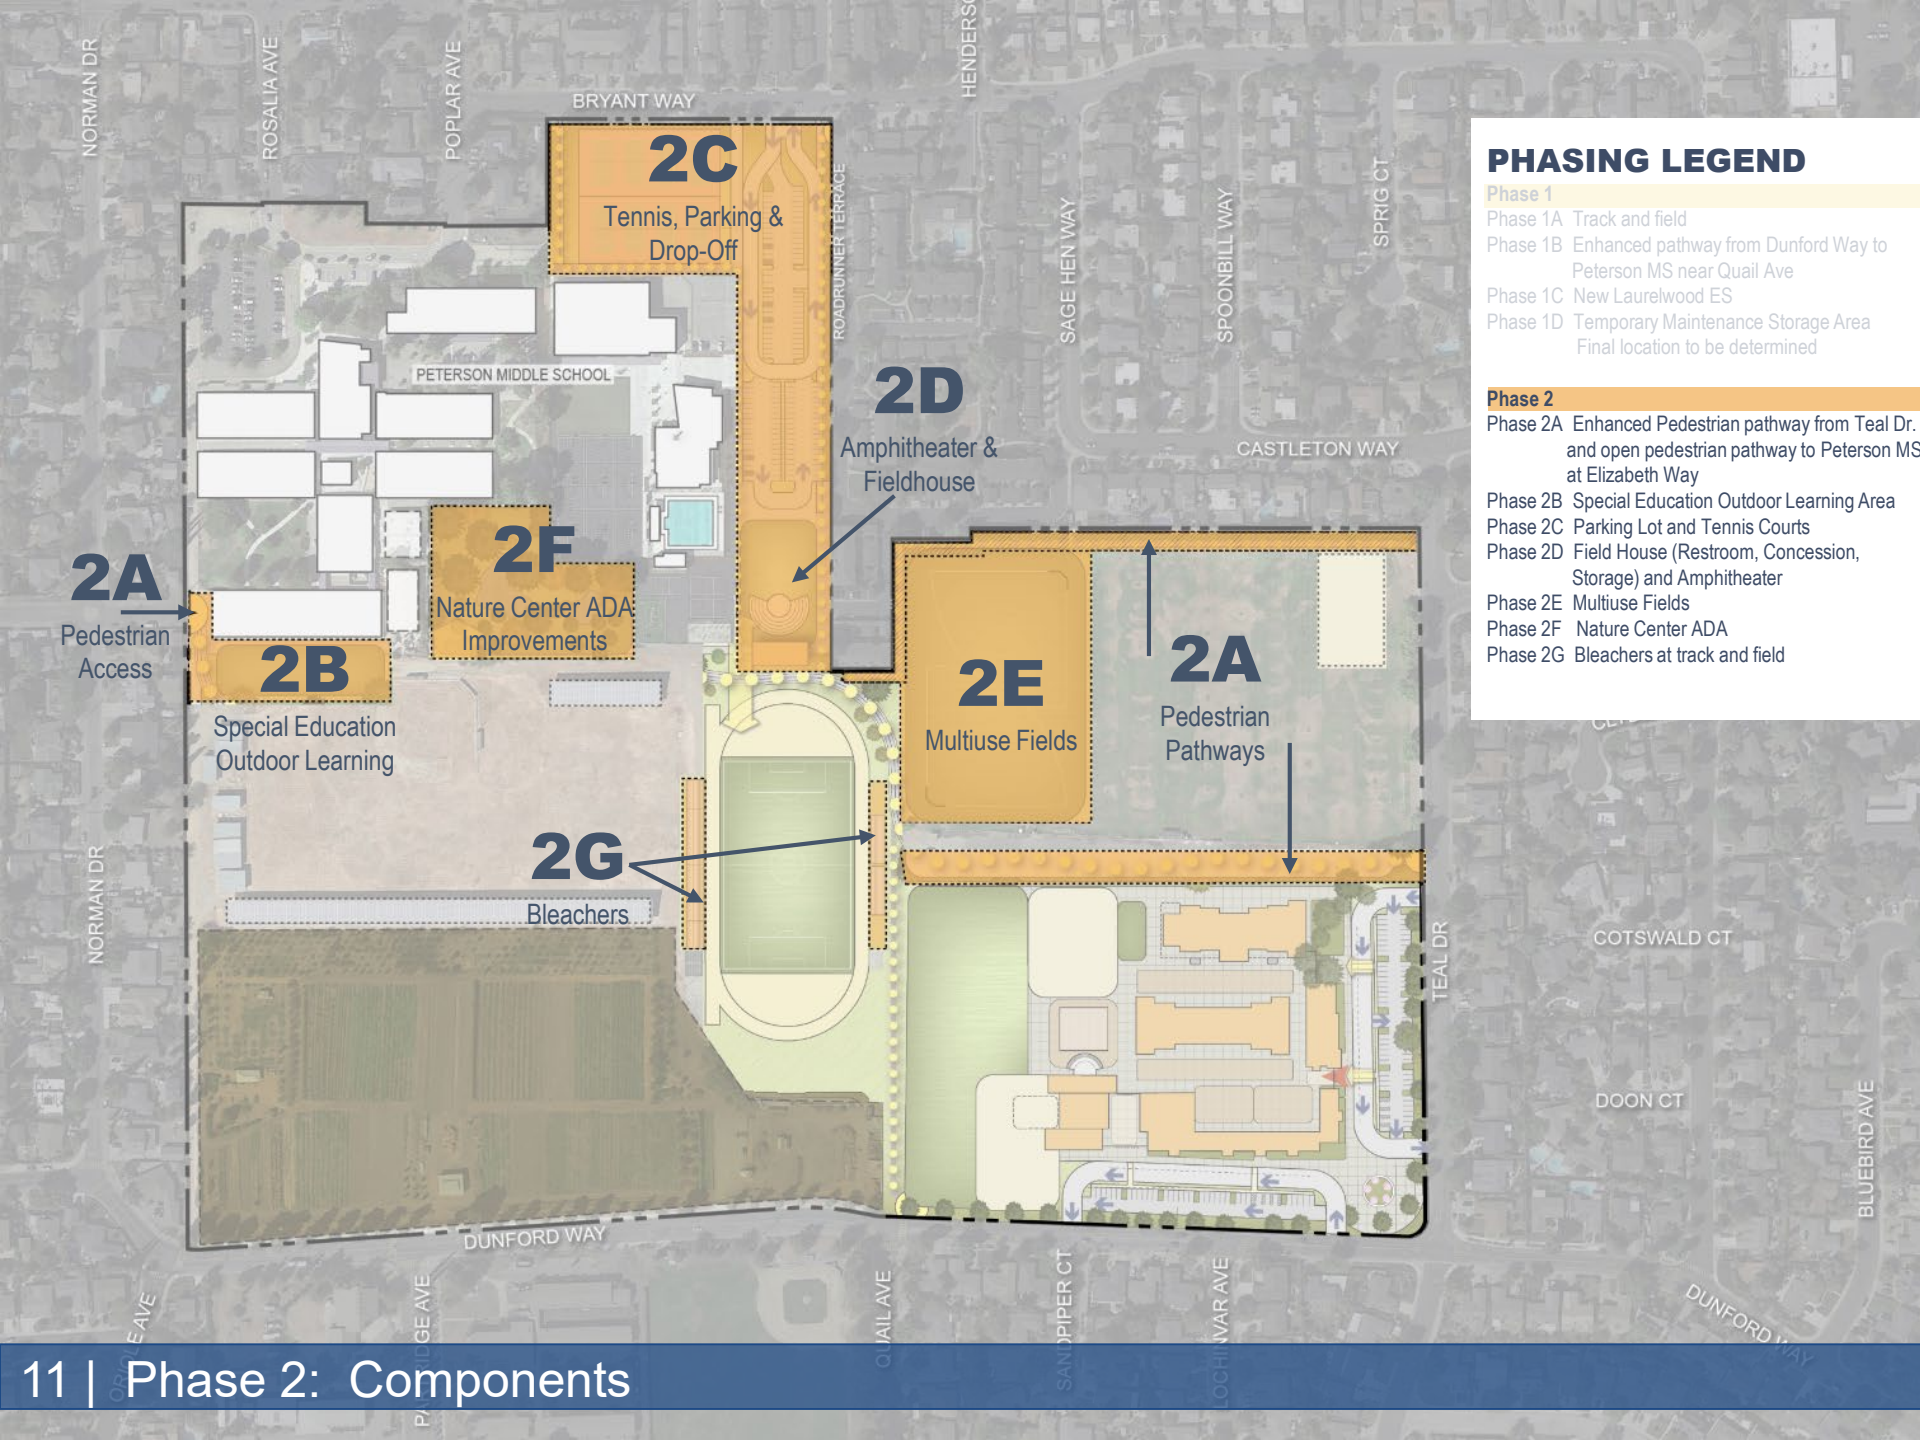 NORMAN DR
ROSALIA AVE
POPLAR AVE
BRYANT WAY
ROADRUNNER TERRACE
SAGE HEN WAY
SPOONBILL WAY
SPRIG CT
CASTLETON WAY
2C
Tennis, Parking &
Drop-Off
PETERSON MIDDLE SCHOOL
2D
Amphitheater &
Fieldhouse
2F
Nature Center ADA
Improvements
2A
Pedestrian
Access
2B
Special Education
Outdoor Learning
2E
Multiuse Fields
2A
Pedestrian
Pathways
2G
Bleachers
PHASING LEGEND
Phase 1
Phase 1A Track and field
Phase 1B Enhanced pathway from Dunford Way to
Peterson MS near Quail Ave
Phase 1C New Laurelwood ES
Phase 1D Temporary Maintenance Storage Area
Final location to be determined
Phase 2
Phase 2A Enhanced Pedestrian pathway from Teal Dr.
and open pedestrian pathway to Peterson MS
at Elizabeth Way
Phase 2B Special Education Outdoor Learning Area
Phase 2C Parking Lot and Tennis Courts
Phase 2D Field House (Restroom, Concession,
Storage) and Amphitheater
Phase 2E Multiuse Fields
Phase 2F Nature Center ADA
Phase 2G Bleachers at track and field
NORMAN DR
TEAL DR
COTSWALD CT
DOON CT
BLUEBIRD AVE
DUNFORD WAY
QUAIL AVE
SANDPIPER CT
LOCHINVAR AVE
PARTRIDGE AVE
DUNFORD WAY
11 | Phase 2: Components